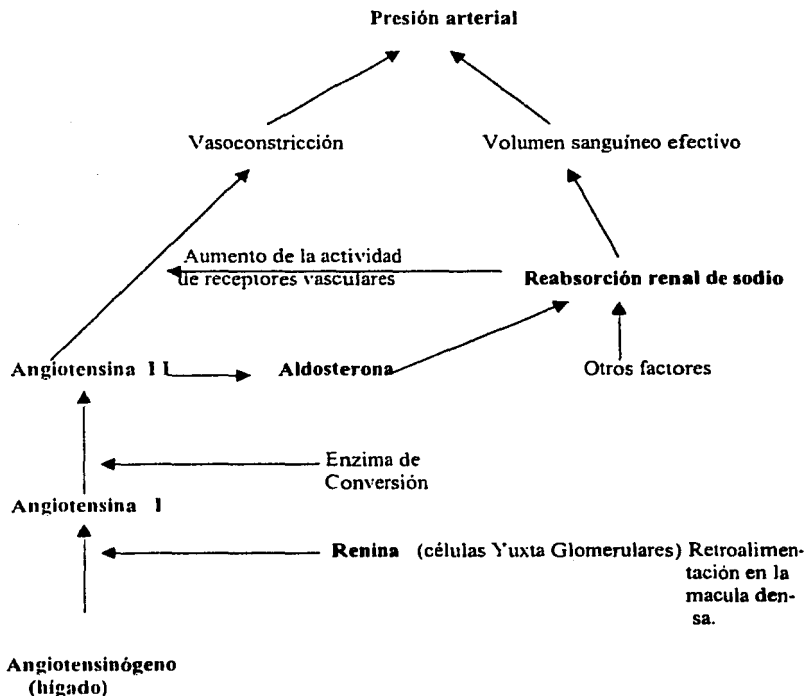 Presión arterial
Vasoconstricción
Volumen sanguíneo efectivo
Aumento de la actividad
de receptores vasculares
Reabsorción renal de sodio
Angiotensina II
Aldosterona
Otros factores
Enzima de
Conversión
Angiotensina I
Renina (células Yuxta Glomerulares) Retroalimen-
tación en la
macula den-
sa.
Angiotensinógeno
(hígado)